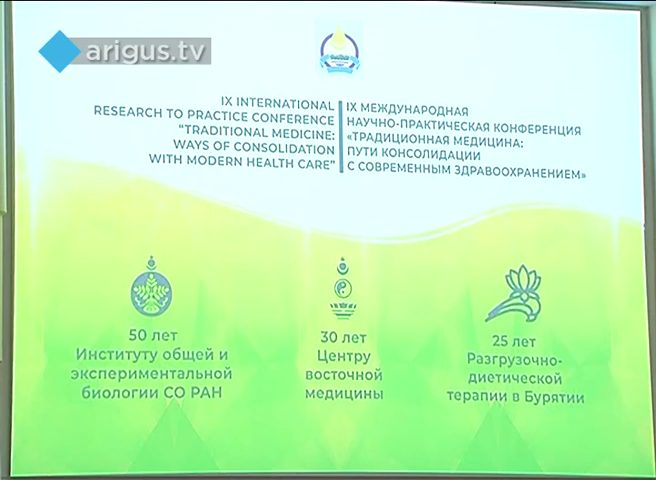 arigus.tv
IX INTERNATIONAL
RESEARCH TO PRACTICE CONFERENCE
“TRADITIONAL MEDICINE:
WAYS OF CONSOLIDATION
WITH MODERN HEALTH CARE”
IX МЕЖДУНАРОДНАЯ
НАУЧНО-ПРАКТИЧЕСКАЯ КОНФЕРЕНЦИЯ
«ТРАДИЦИОННАЯ МЕДИЦИНА:
ПУТИ КОНСОЛИДАЦИИ
С СОВРЕМЕННЫМ ЗДРАВООХРАНЕНИЕМ»
50 лет
Институту общей и
экспериментальной
биологии СО РАН
30 лет
Центру
восточной
медицины
25 лет
Разгрузочно-
диетической
терапии в Бурятии